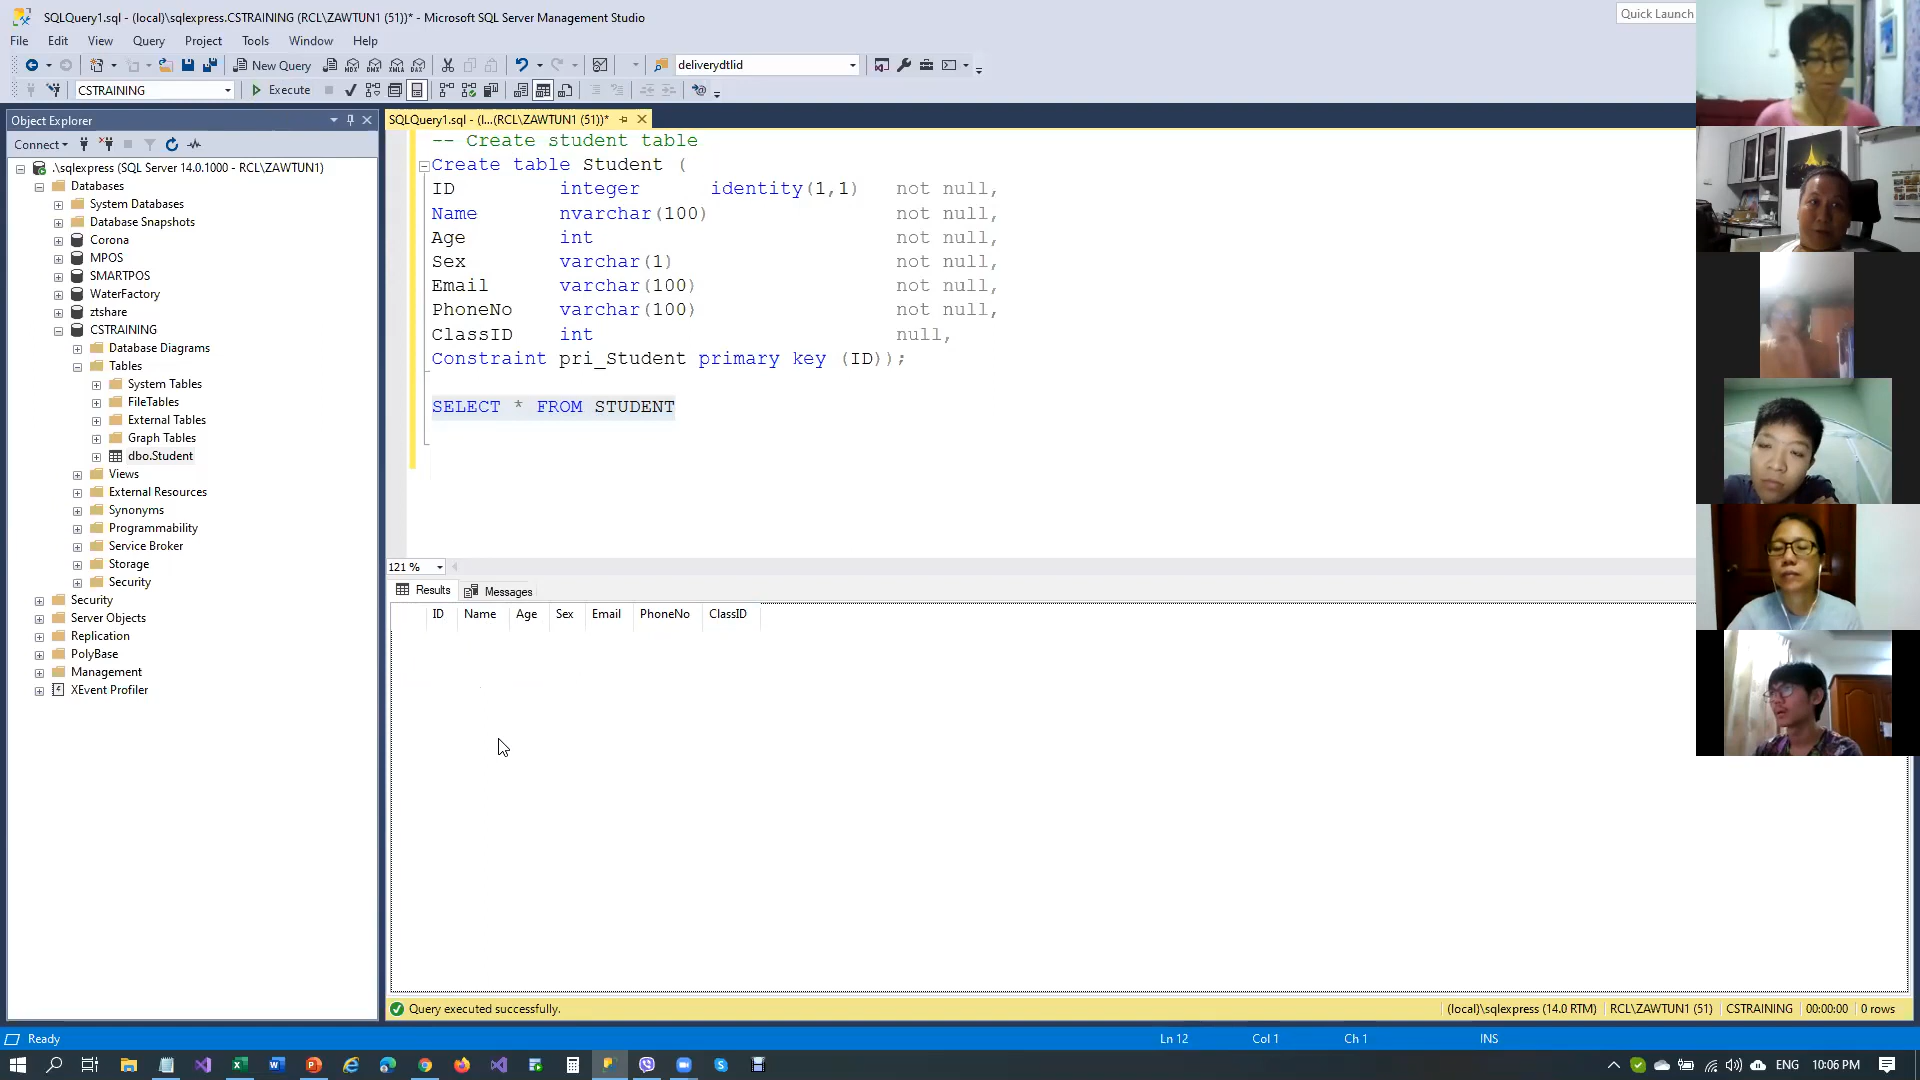 SQLQuery1.sql - (local)\sqlexpress.CSTRAINING (RCL\ZAWTUN1 (51))* - Microsoft SQL Server Management Studio
Quick Launch
File Edit View Query Project Tools Window Help
New Query
deliverydtlid
CSTRAINING
Execute
Object Explorer
SQLQuery1.sql - (l...(RCL\ZAWTUN1 (51))*
Connect
.\sqlexpress (SQL Server 14.0.1000 - RCL\ZAWTUN1)
Databases
System Databases
Database Snapshots
Corona
MPOS
SMARTPOS
WaterFactory
ztshare
CSTRAINING
Database Diagrams
Tables
System Tables
FileTables
External Tables
Graph Tables
dbo.Student
Views
External Resources
Synonyms
Programmability
Service Broker
Storage
Security
Security
Server Objects
Replication
PolyBase
Management
XEvent Profiler
-- Create student table
Create table Student (
ID integer identity(1,1) not null,
Name nvarchar(100) not null,
Age int not null,
Sex varchar(1) not null,
Email varchar(100) not null,
PhoneNo varchar(100) not null,
ClassID int null,
Constraint pri_Student primary key (ID));
SELECT * FROM STUDENT
121 %
Results Messages
ID Name Age Sex Email PhoneNo ClassID
Query executed successfully.
(local)\sqlexpress (14.0 RTM) RCL\ZAWTUN1 (51) CSTRAINING 00:00:00 0 rows
Ready
Ln 12 Col 1 Ch 1 INS
ENG 10:06 PM